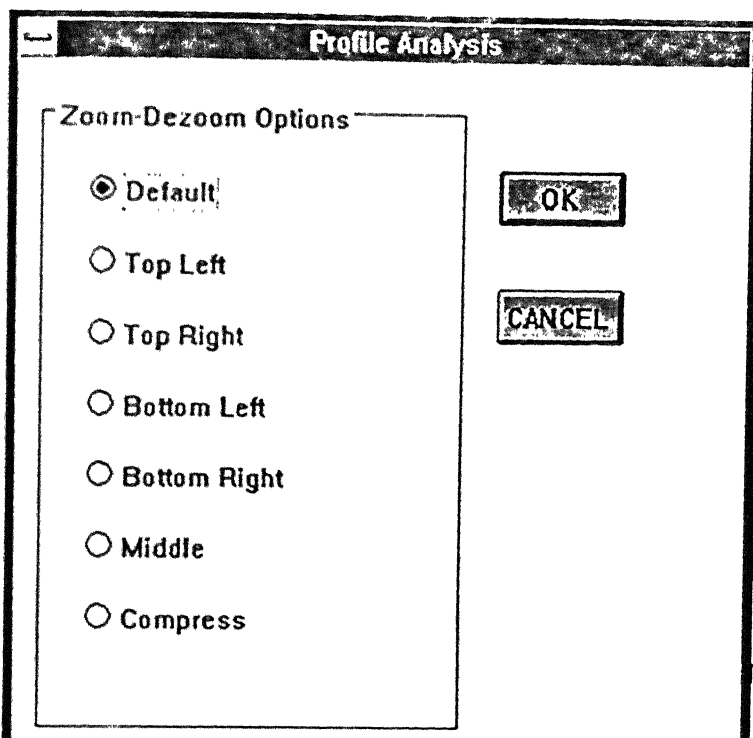 Profile Analysis
Zoom-Dezoom Options
Default
OK
Top Left
CANCEL
Top Right
Bottom Left
Bottom Right
Middle
Compress